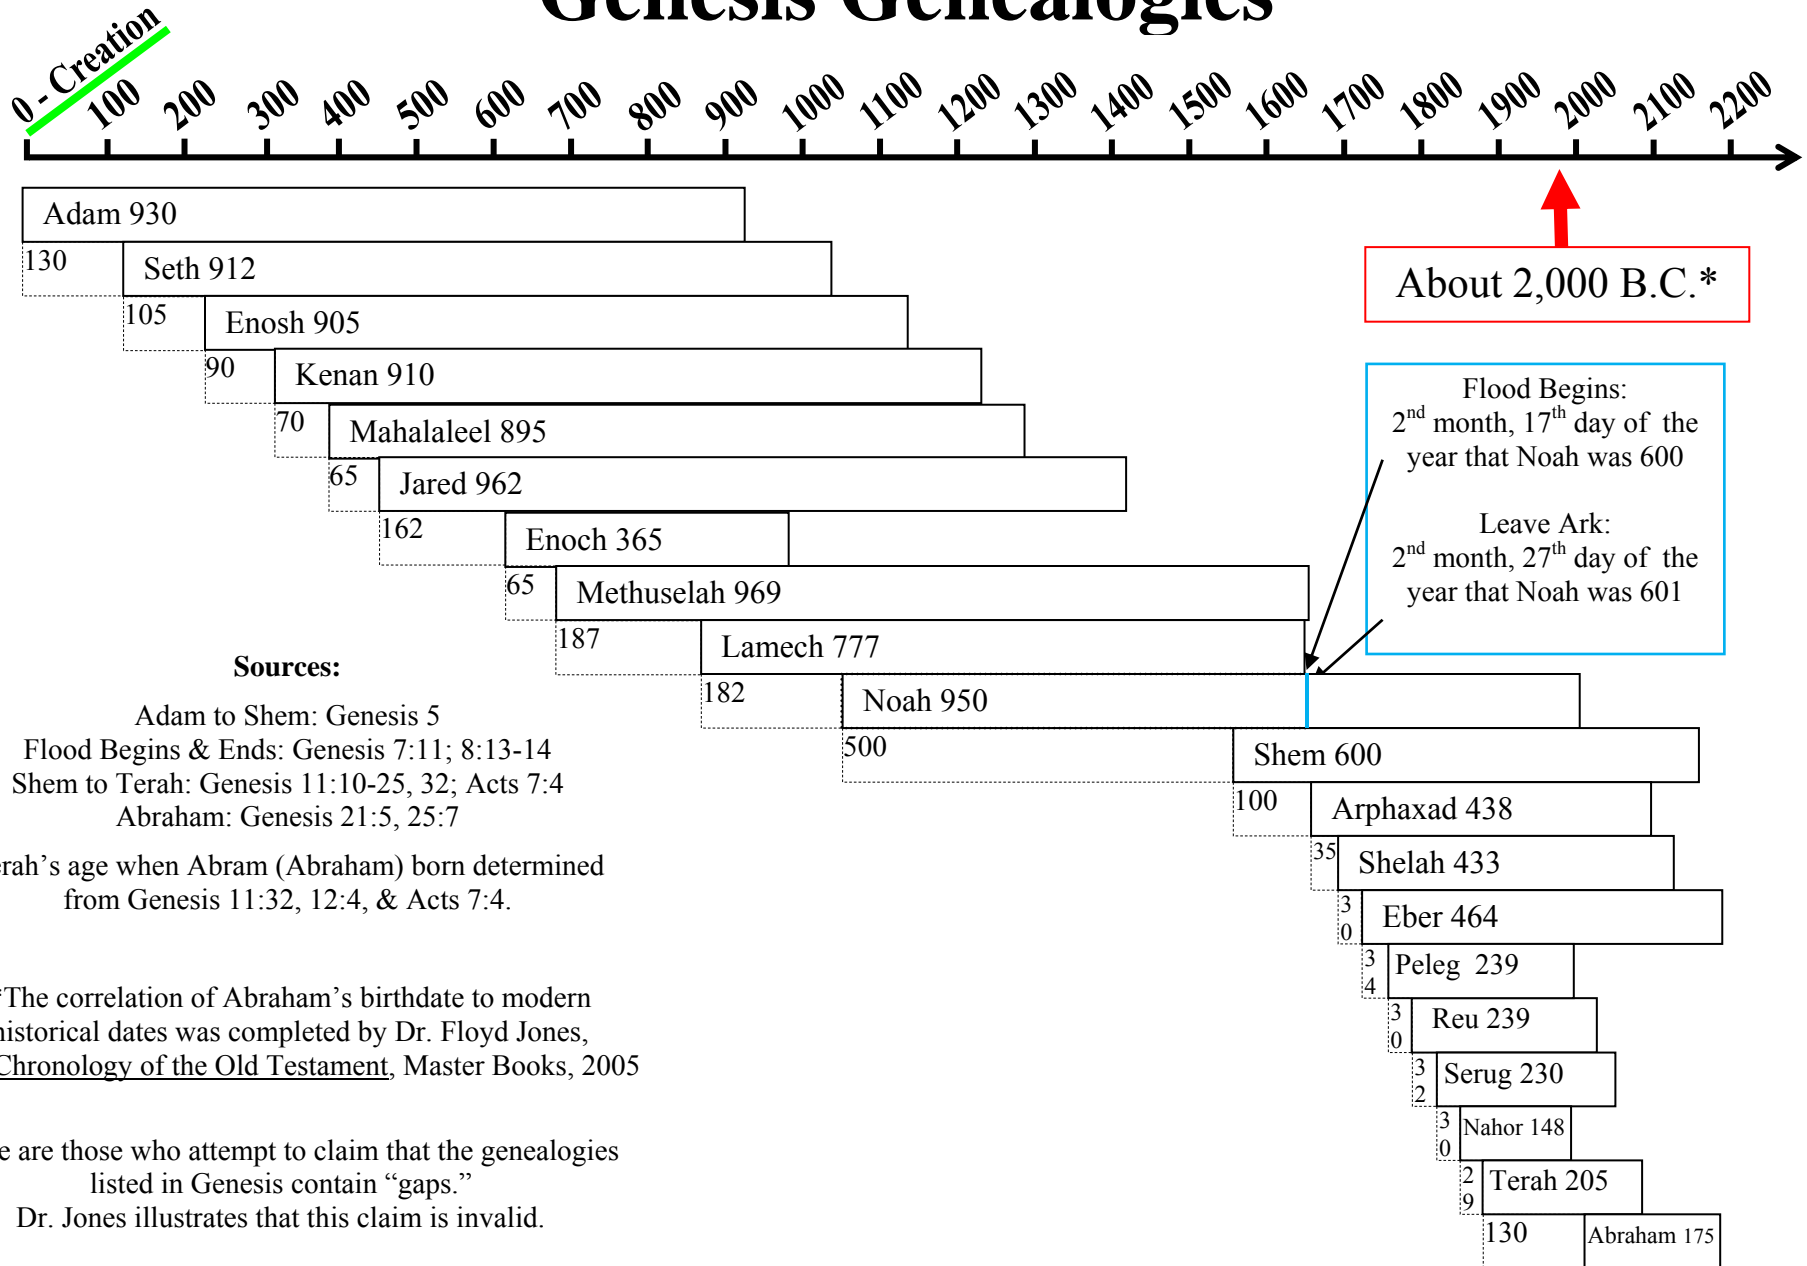 Genesis Genealogies
0 - Creation
100 200 300 400 500 600 700 800 900 1000 1100 1200 1300 1400 1500 1600 1700 1800 1900 2000 2100 2200
Adam 930
130
Seth 912
105
Enosh 905
90
Kenan 910
70
Mahalaleel 895
65
Jared 962
162
Enoch 365
65
Methuselah 969
187
Lamech 777
182
Noah 950
500
Shem 600
100
Arphaxad 438
35
Shelah 433
30
Eber 464
34
Peleg 239
30
Reu 239
32
Serug 230
30
Nahor 148
29
Terah 205
130
Abraham 175
About 2,000 B.C.*
Flood Begins:
2nd month, 17th day of the
year that Noah was 600
Leave Ark:
2nd month, 27th day of the
year that Noah was 601
Sources:
Adam to Shem: Genesis 5
Flood Begins & Ends: Genesis 7:11; 8:13-14
Shem to Terah: Genesis 11:10-25, 32; Acts 7:4
Abraham: Genesis 21:5, 25:7
erah’s age when Abram (Abraham) born determined
from Genesis 11:32, 12:4, & Acts 7:4.
*The correlation of Abraham’s birthdate to modern
historical dates was completed by Dr. Floyd Jones,
Chronology of the Old Testament, Master Books, 2005
e are those who attempt to claim that the genealogies
listed in Genesis contain “gaps.”
Dr. Jones illustrates that this claim is invalid.